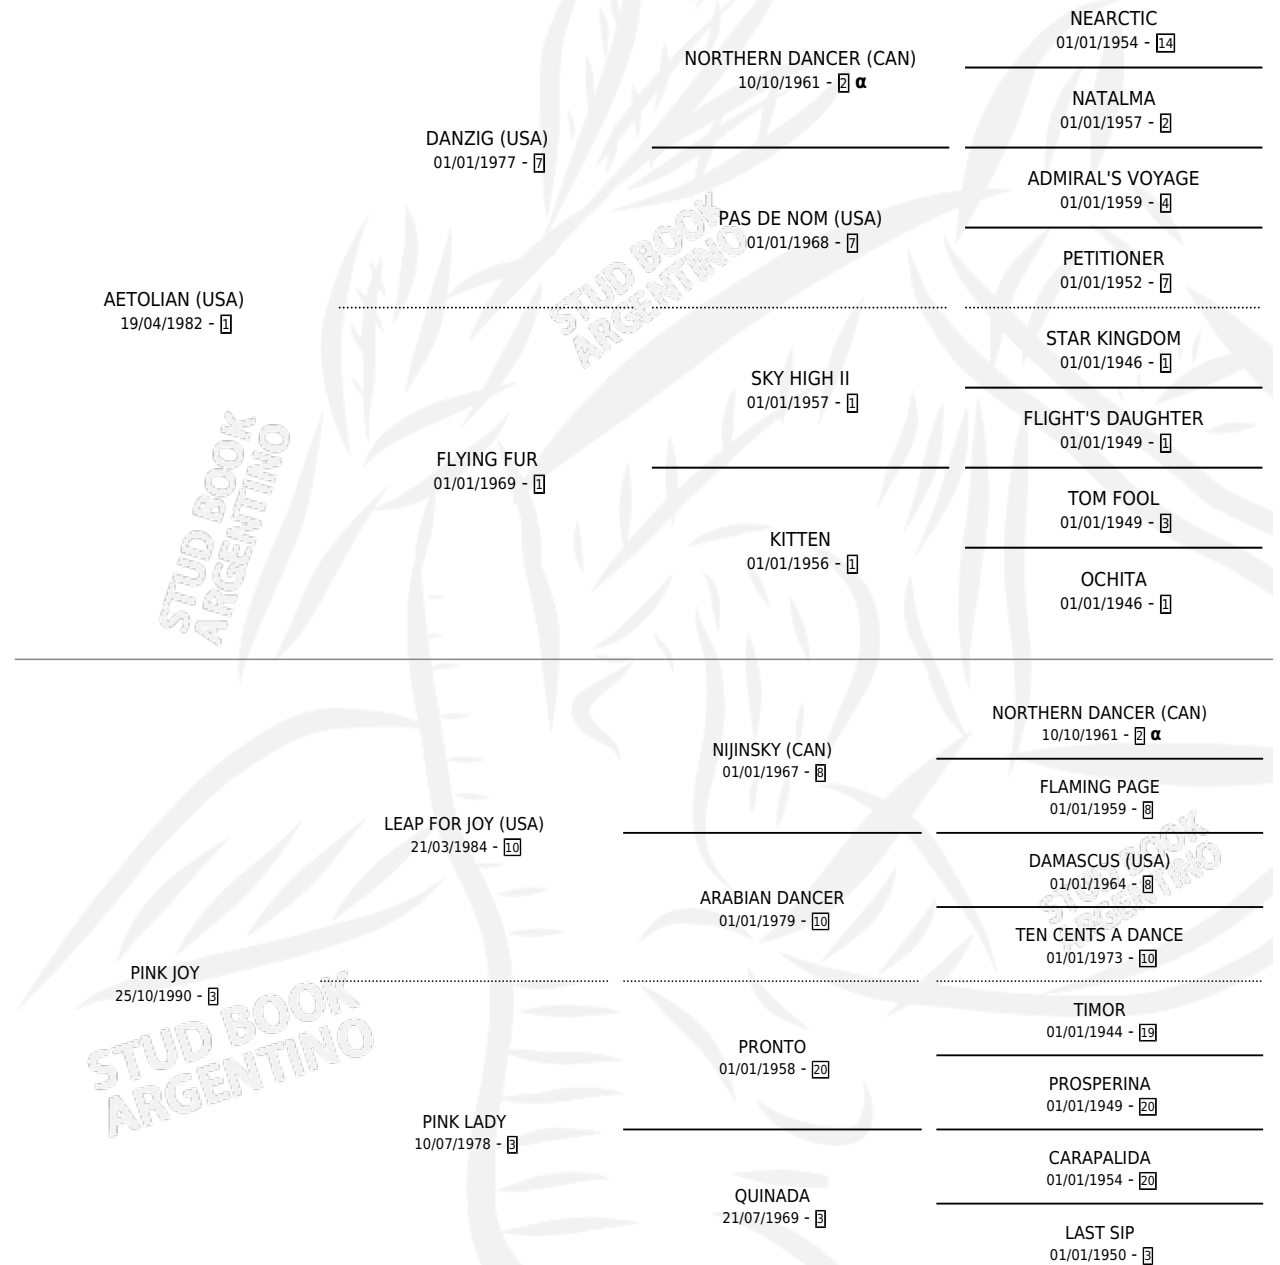 NEARCTIC
01/01/1954 - 14
NORTHERN DANCER (CAN)
10/10/1961 - 2 α
NATALMA
01/01/1957 - 2
DANZIG (USA)
01/01/1977 - 7
ADMIRAL'S VOYAGE
01/01/1959 - 4
PAS DE NOM (USA)
01/01/1968 - 7
PETITIONER
01/01/1952 - 7
AETOLIAN (USA)
19/04/1982 - 1
STAR KINGDOM
01/01/1946 - 1
SKY HIGH II
01/01/1957 - 1
FLIGHT'S DAUGHTER
01/01/1949 - 1
FLYING FUR
01/01/1969 - 1
TOM FOOL
01/01/1949 - 3
KITTEN
01/01/1956 - 1
OCHITA
01/01/1946 - 1
NORTHERN DANCER (CAN)
10/10/1961 - 2 α
NIJINSKY (CAN)
01/01/1967 - 8
FLAMING PAGE
01/01/1959 - 8
LEAP FOR JOY (USA)
21/03/1984 - 10
DAMASCUS (USA)
01/01/1964 - 8
ARABIAN DANCER
01/01/1979 - 10
TEN CENTS A DANCE
01/01/1973 - 10
PINK JOY
25/10/1990 - 3
TIMOR
01/01/1944 - 19
PRONTO
01/01/1958 - 20
PROSPERINA
01/01/1949 - 20
PINK LADY
10/07/1978 - 3
CARAPALIDA
01/01/1954 - 20
QUINADA
21/07/1969 - 3
LAST SIP
01/01/1950 - 3
STUD BOOK
ARGENTINO
STUD BOOK
ARGENTINO
STUD BOOK
ARGENTINO
STUD BOOK
ARGENTINO